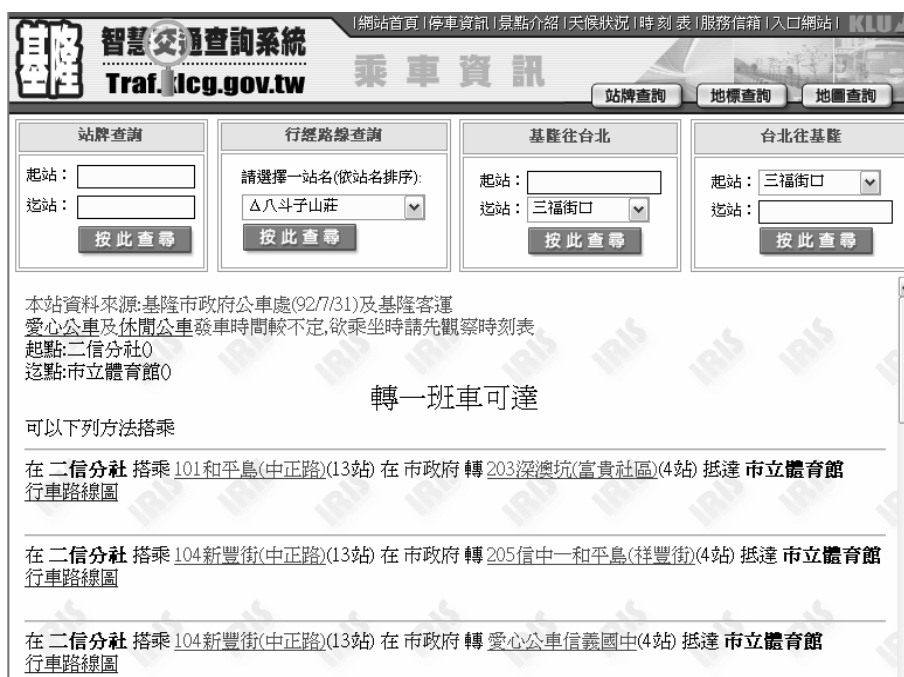 |網站首頁|停車資訊|景點介紹|天候狀況|時刻表|服務信箱|入口網站| KLU
基隆 智慧交通查詢系統
基隆 Traf.klcg.gov.tw
乘車資訊
站牌查詢 地標查詢 地圖查詢
站牌查詢 行經路線查詢 基隆往台北 台北往基隆
起站： 請選擇一站名(依站名排序): 起站： 起站：三福街口
迄站： Δ八斗子山莊 迄站：三福街口 迄站：
按此查尋 按此查尋 按此查尋 按此查尋
本站資料來源:基隆市政府公車處(92/7/31)及基隆客運
愛心公車及休閒公車發車時間較不定,欲乘坐時請先觀察時刻表
起點:二信分社()
迄點:市立體育館()
轉一班車可達
可以下列方法搭乘
在 二信分社 搭乘 101和平島(中正路)(13站) 在 市政府 轉 203深澳坑(富貴社區)(4站) 抵達 市立體育館
行車路線圖
在 二信分社 搭乘 104新豐街(中正路)(13站) 在 市政府 轉 205信中一和平島(祥豐街)(4站) 抵達 市立體育館
行車路線圖
在 二信分社 搭乘 104新豐街(中正路)(13站) 在 市政府 轉 愛心公車信義國中(4站) 抵達 市立體育館
行車路線圖
IRIS